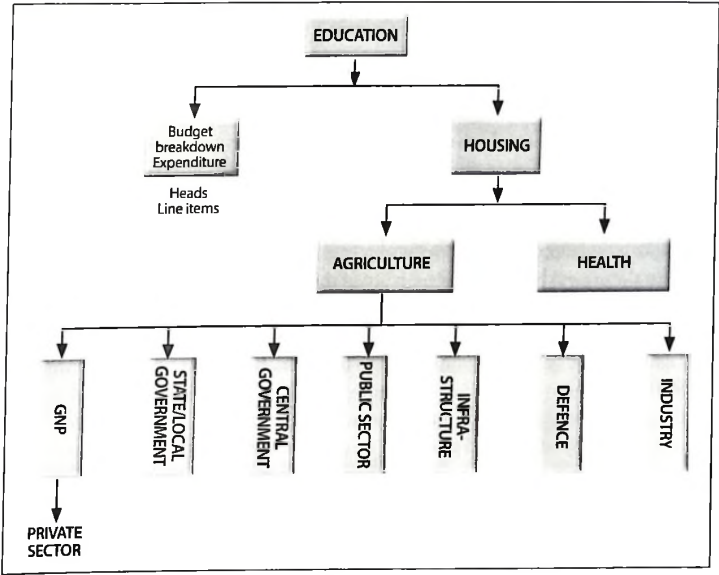 EDUCATION
Budget
breakdown
Expenditure
HOUSING
Heads
Line items
AGRICULTURE
HEALTH
GNP
STATE/LOCAL
GOVERNMENT
CENTRAL
GOVERNMENT
PUBLIC SECTOR
INFRA-
STRUCTURE
DEFENCE
INDUSTRY
PRIVATE
SECTOR